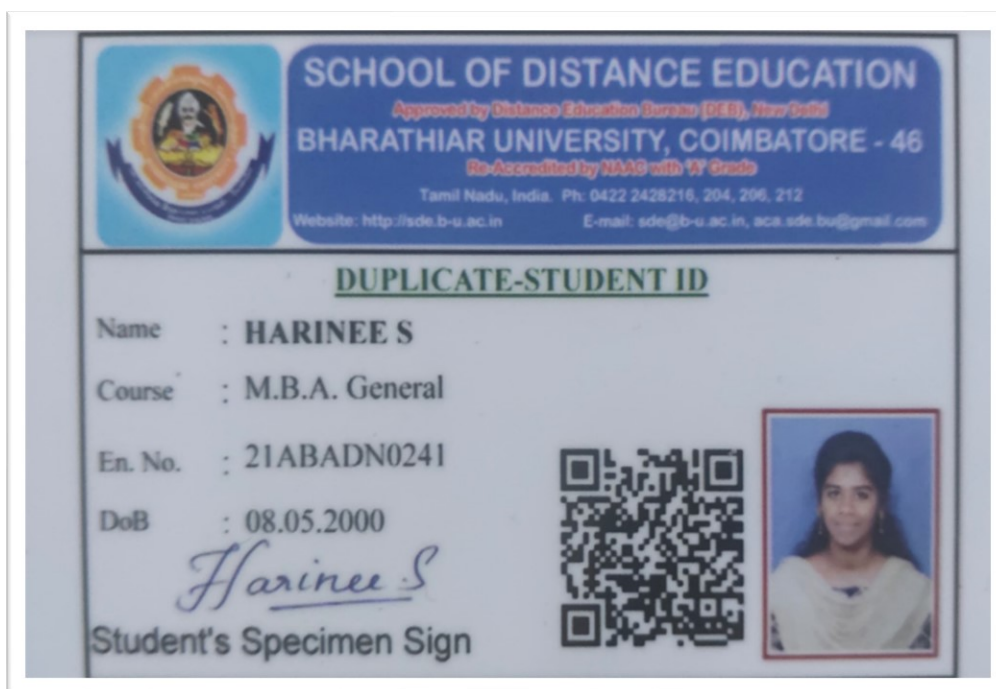 SCHOOL OF DISTANCE EDUCATION
Approved by Distance Education Bureau (DEB), New Delhi
BHARATHIAR UNIVERSITY, COIMBATORE - 46
Re-Accredited by NAAC with 'A' Grade
Tamil Nadu, India. Ph: 0422 2428216, 204, 206, 212
Website: http://sde.b-u.ac.in E-mail: sde@b-u.ac.in, aca.sde.bu@gmail.com
DUPLICATE-STUDENT ID
Name : HARINEE S
Course : M.B.A. General
En. No. : 21ABADN0241
DoB : 08.05.2000
Harinee S
Student's Specimen Sign